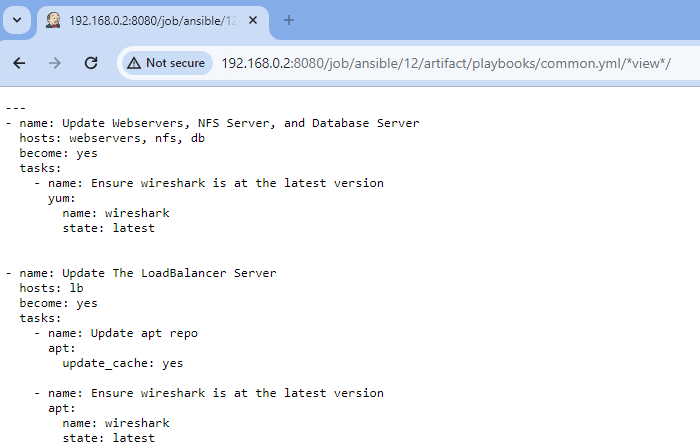 192.168.0.2:8080/job/ansible/12
Not secure
192.168.0.2:8080/job/ansible/12/artifact/playbooks/common.yml/*view*/
---
- name: Update Webservers, NFS Server, and Database Server
  hosts: webservers, nfs, db
  become: yes
  tasks:
    - name: Ensure wireshark is at the latest version
      yum:
        name: wireshark
        state: latest
- name: Update The LoadBalancer Server
  hosts: lb
  become: yes
  tasks:
    - name: Update apt repo
      apt:
        update_cache: yes
    - name: Ensure wireshark is at the latest version
      apt:
        name: wireshark
        state: latest